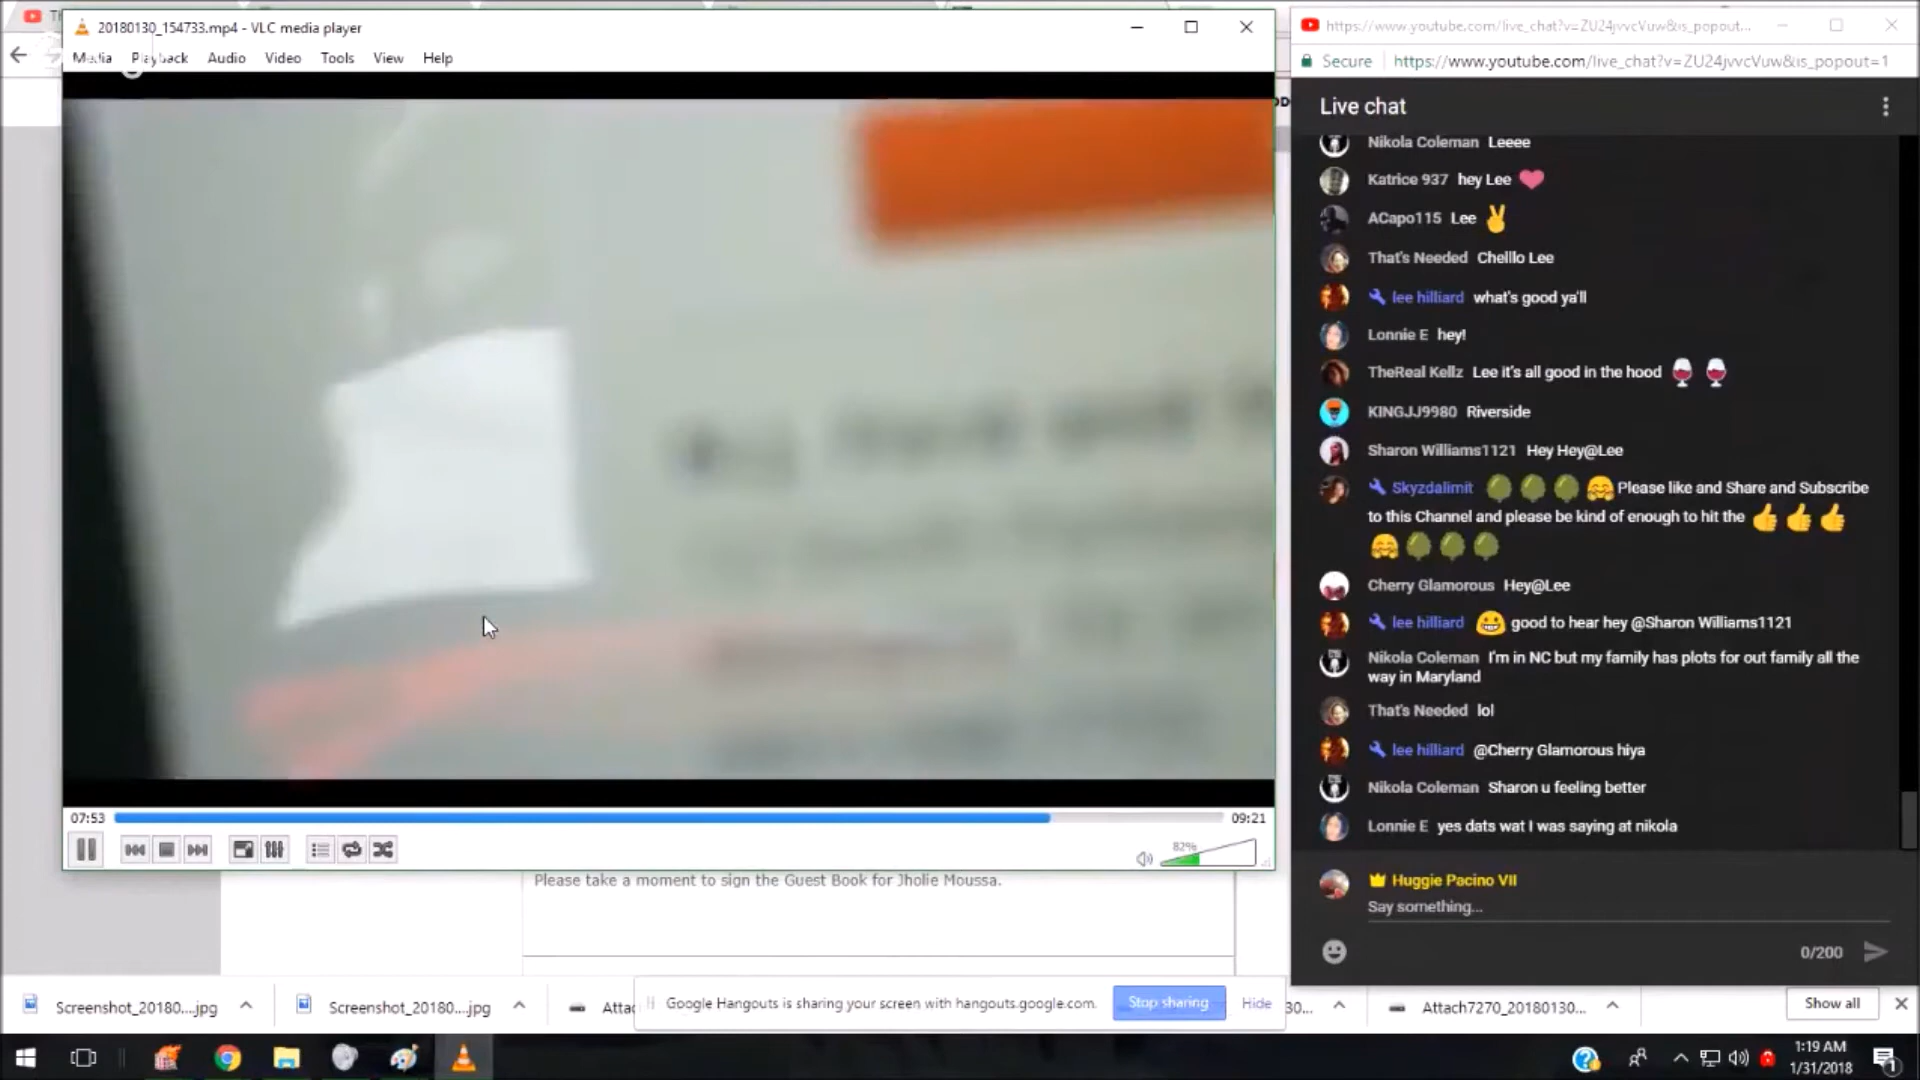 20180130_154733.mp4 - VLC media player
Media Playback Audio Video Tools View Help
07:53
09:21
82%
Please take a moment to sign the Guest Book for Jholie Moussa.
https://www.youtube.com/live_chat?v=ZU24jvvcVuw&is_popout...
Secure https://www.youtube.com/live_chat?v=ZU24jvvcVuw&is_popout=1
Live chat
Nikola Coleman Leeee
Katrice 937 hey Lee
ACapo115 Lee
That's Needed Chelllo Lee
lee hilliard what's good ya'll
Lonnie E hey!
TheReal Kellz Lee it's all good in the hood
KINGJJ9980 Riverside
Sharon Williams1121 Hey Hey@Lee
Skyzdalimit Please like and Share and Subscribe
to this Channel and please be kind of enough to hit the
Cherry Glamorous Hey@Lee
lee hilliard good to hear hey @Sharon Williams1121
Nikola Coleman I'm in NC but my family has plots for out family all the
way in Maryland
That's Needed lol
lee hilliard @Cherry Glamorous hiya
Nikola Coleman Sharon u feeling better
Lonnie E yes dats wat I was saying at nikola
Huggie Pacino VII
Say something...
0/200
Screenshot_20180....jpg
Screenshot_20180....jpg
Google Hangouts is sharing your screen with hangouts.google.com.
Stop sharing
Hide
Attach7270_20180130...
Show all
1:19 AM
1/31/2018